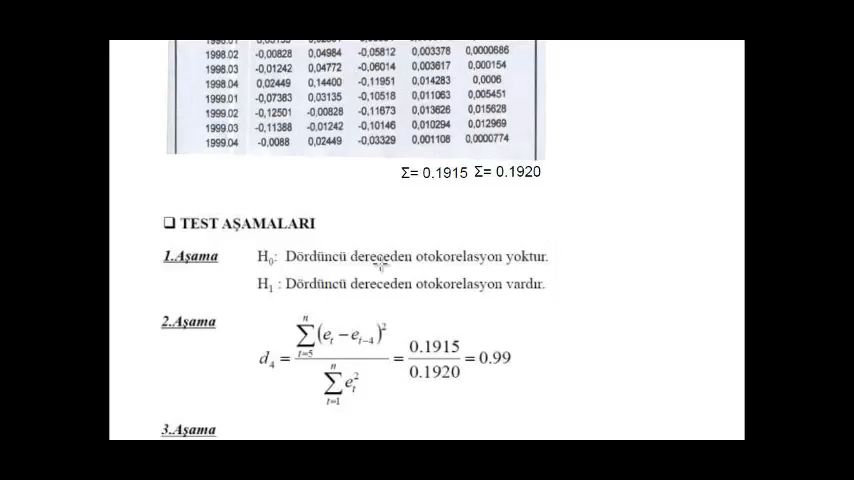 1998.02 -0,00828 0,04984 -0,05812 0,003378 0,0000686
1998.03 -0,01242 0,04772 -0,06014 0,003617 0,000154
1998.04 0,02449 0,14400 -0,11951 0,014283 0,0006
1999.01 -0,07383 0,03135 -0,10518 0,011063 0,005451
1999.02 -0,12501 -0,00828 -0,11673 0,013626 0,015628
1999.03 -0,11388 -0,01242 -0,10146 0,010294 0,012969
1999.04 -0,0088 0,02449 -0,03329 0,001108 0,0000774
Σ= 0.1915 Σ= 0.1920
❑ TEST AŞAMALARI
1.Aşama H₀: Dördüncü dereceden otokorelasyon yoktur.
H₁ : Dördüncü dereceden otokorelasyon vardır.
2.Aşama
d₄ = ∑ₜ₌₅ⁿ (eₜ − eₜ₋₄)² / ∑ₜ₌₁ⁿ eₜ² = 0.1915 / 0.1920 = 0.99
3.Aşama